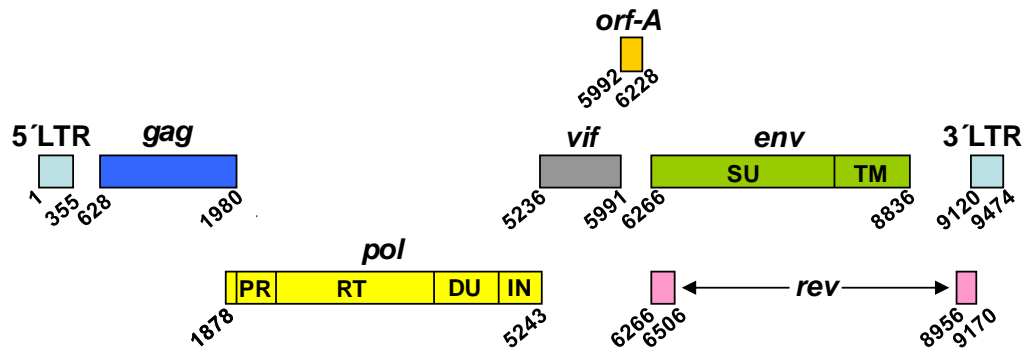 orf-A
5992 6228
5´LTR gag vif env 3´LTR
SU TM
1 355 628 1980 5236 5991 6266 8836 9120 9474
pol
PR RT DU IN rev
1878 5243 6266 6506 8956 9170